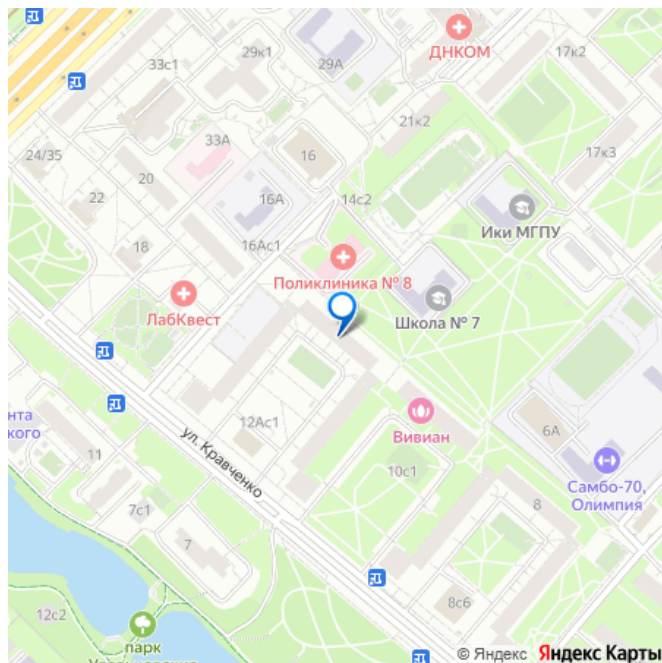 ДНКОМ
17к2
29к1
29А
33с1
21к2
33А
24/35
16
17к3
20
22
16А
14с2
Ики МГПУ
18
16Ас1
Поликлиника № 8
ЛабКвест
Школа № 7
нта
кого
12Ас1
Вивиан
6А
ул. Кравченко
11
10с1
Самбо-70,
Олимпия
7с1
8
7
8с6
12с2
парк
© Яндекс
Яндекс Карты